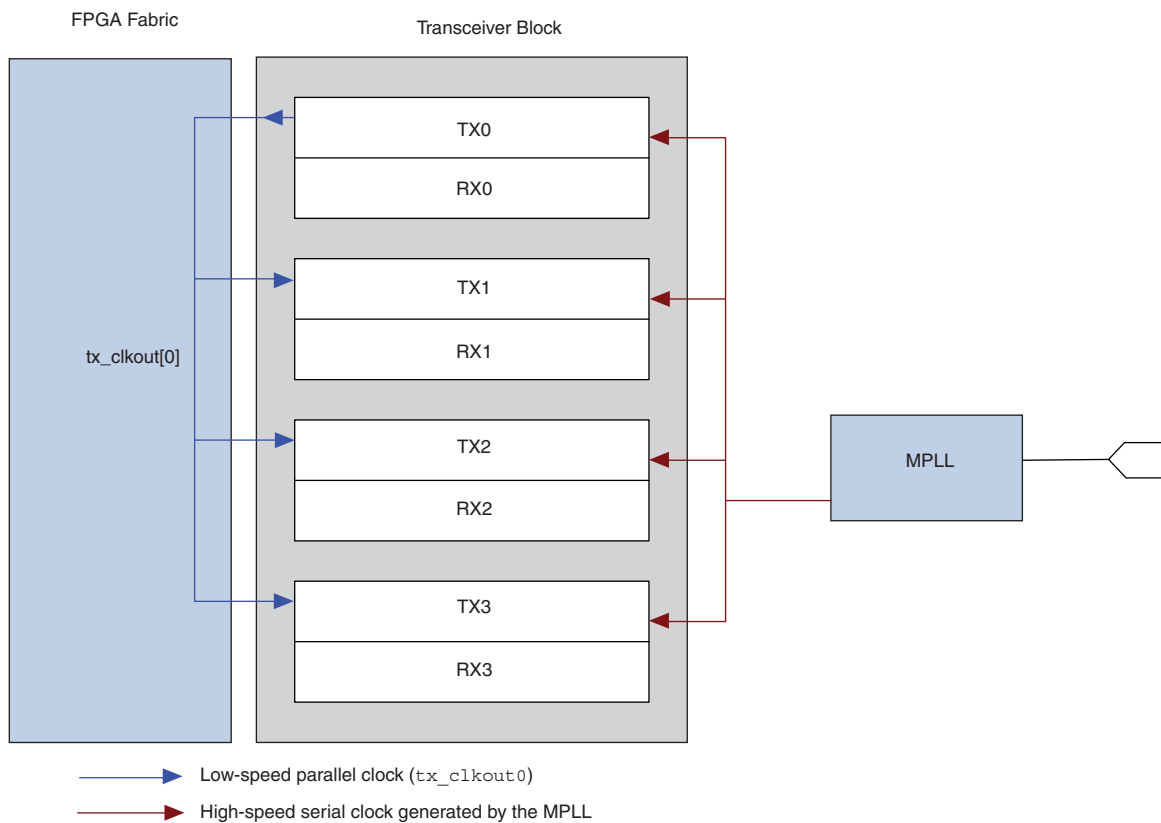 FPGA Fabric
Transceiver Block
TX0
RX0
TX1
tx_clkout[0]
RX1
TX2
MPLL
RX2
TX3
RX3
Low-speed parallel clock (tx_clkout0)
High-speed serial clock generated by the MPLL